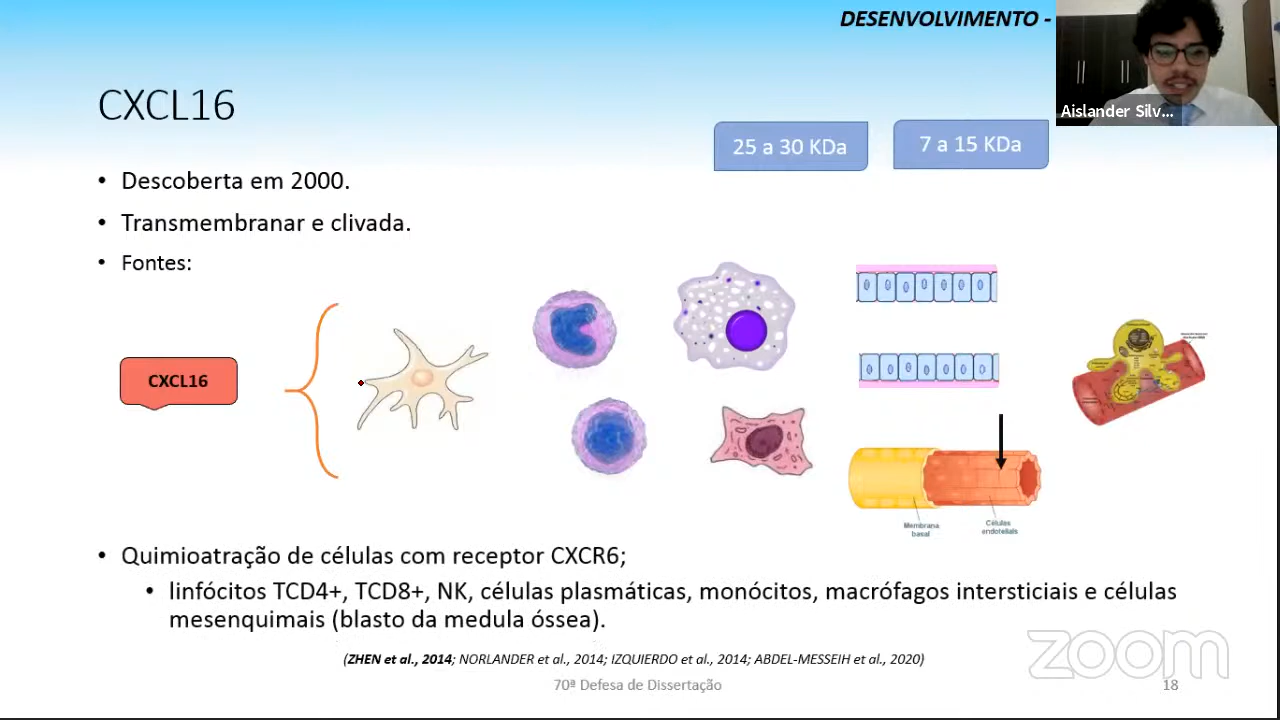 DESENVOLVIMENTO -
Aislander Silv...
CXCL16
25 a 30 KDa
7 a 15 KDa
• Descoberta em 2000.
• Transmembranar e clivada.
• Fontes:
CXCL16
Membrana
basal
Células
endoteliais
• Quimioatração de células com receptor CXCR6;
• linfócitos TCD4+, TCD8+, NK, células plasmáticas, monócitos, macrófagos intersticiais e células
mesenquimais (blasto da medula óssea).
(ZHEN et al., 2014; NORLANDER et al., 2014; IZQUIERDO et al., 2014; ABDEL-MESSEIH et al., 2020)
70ª Defesa de Dissertação
18
zoom